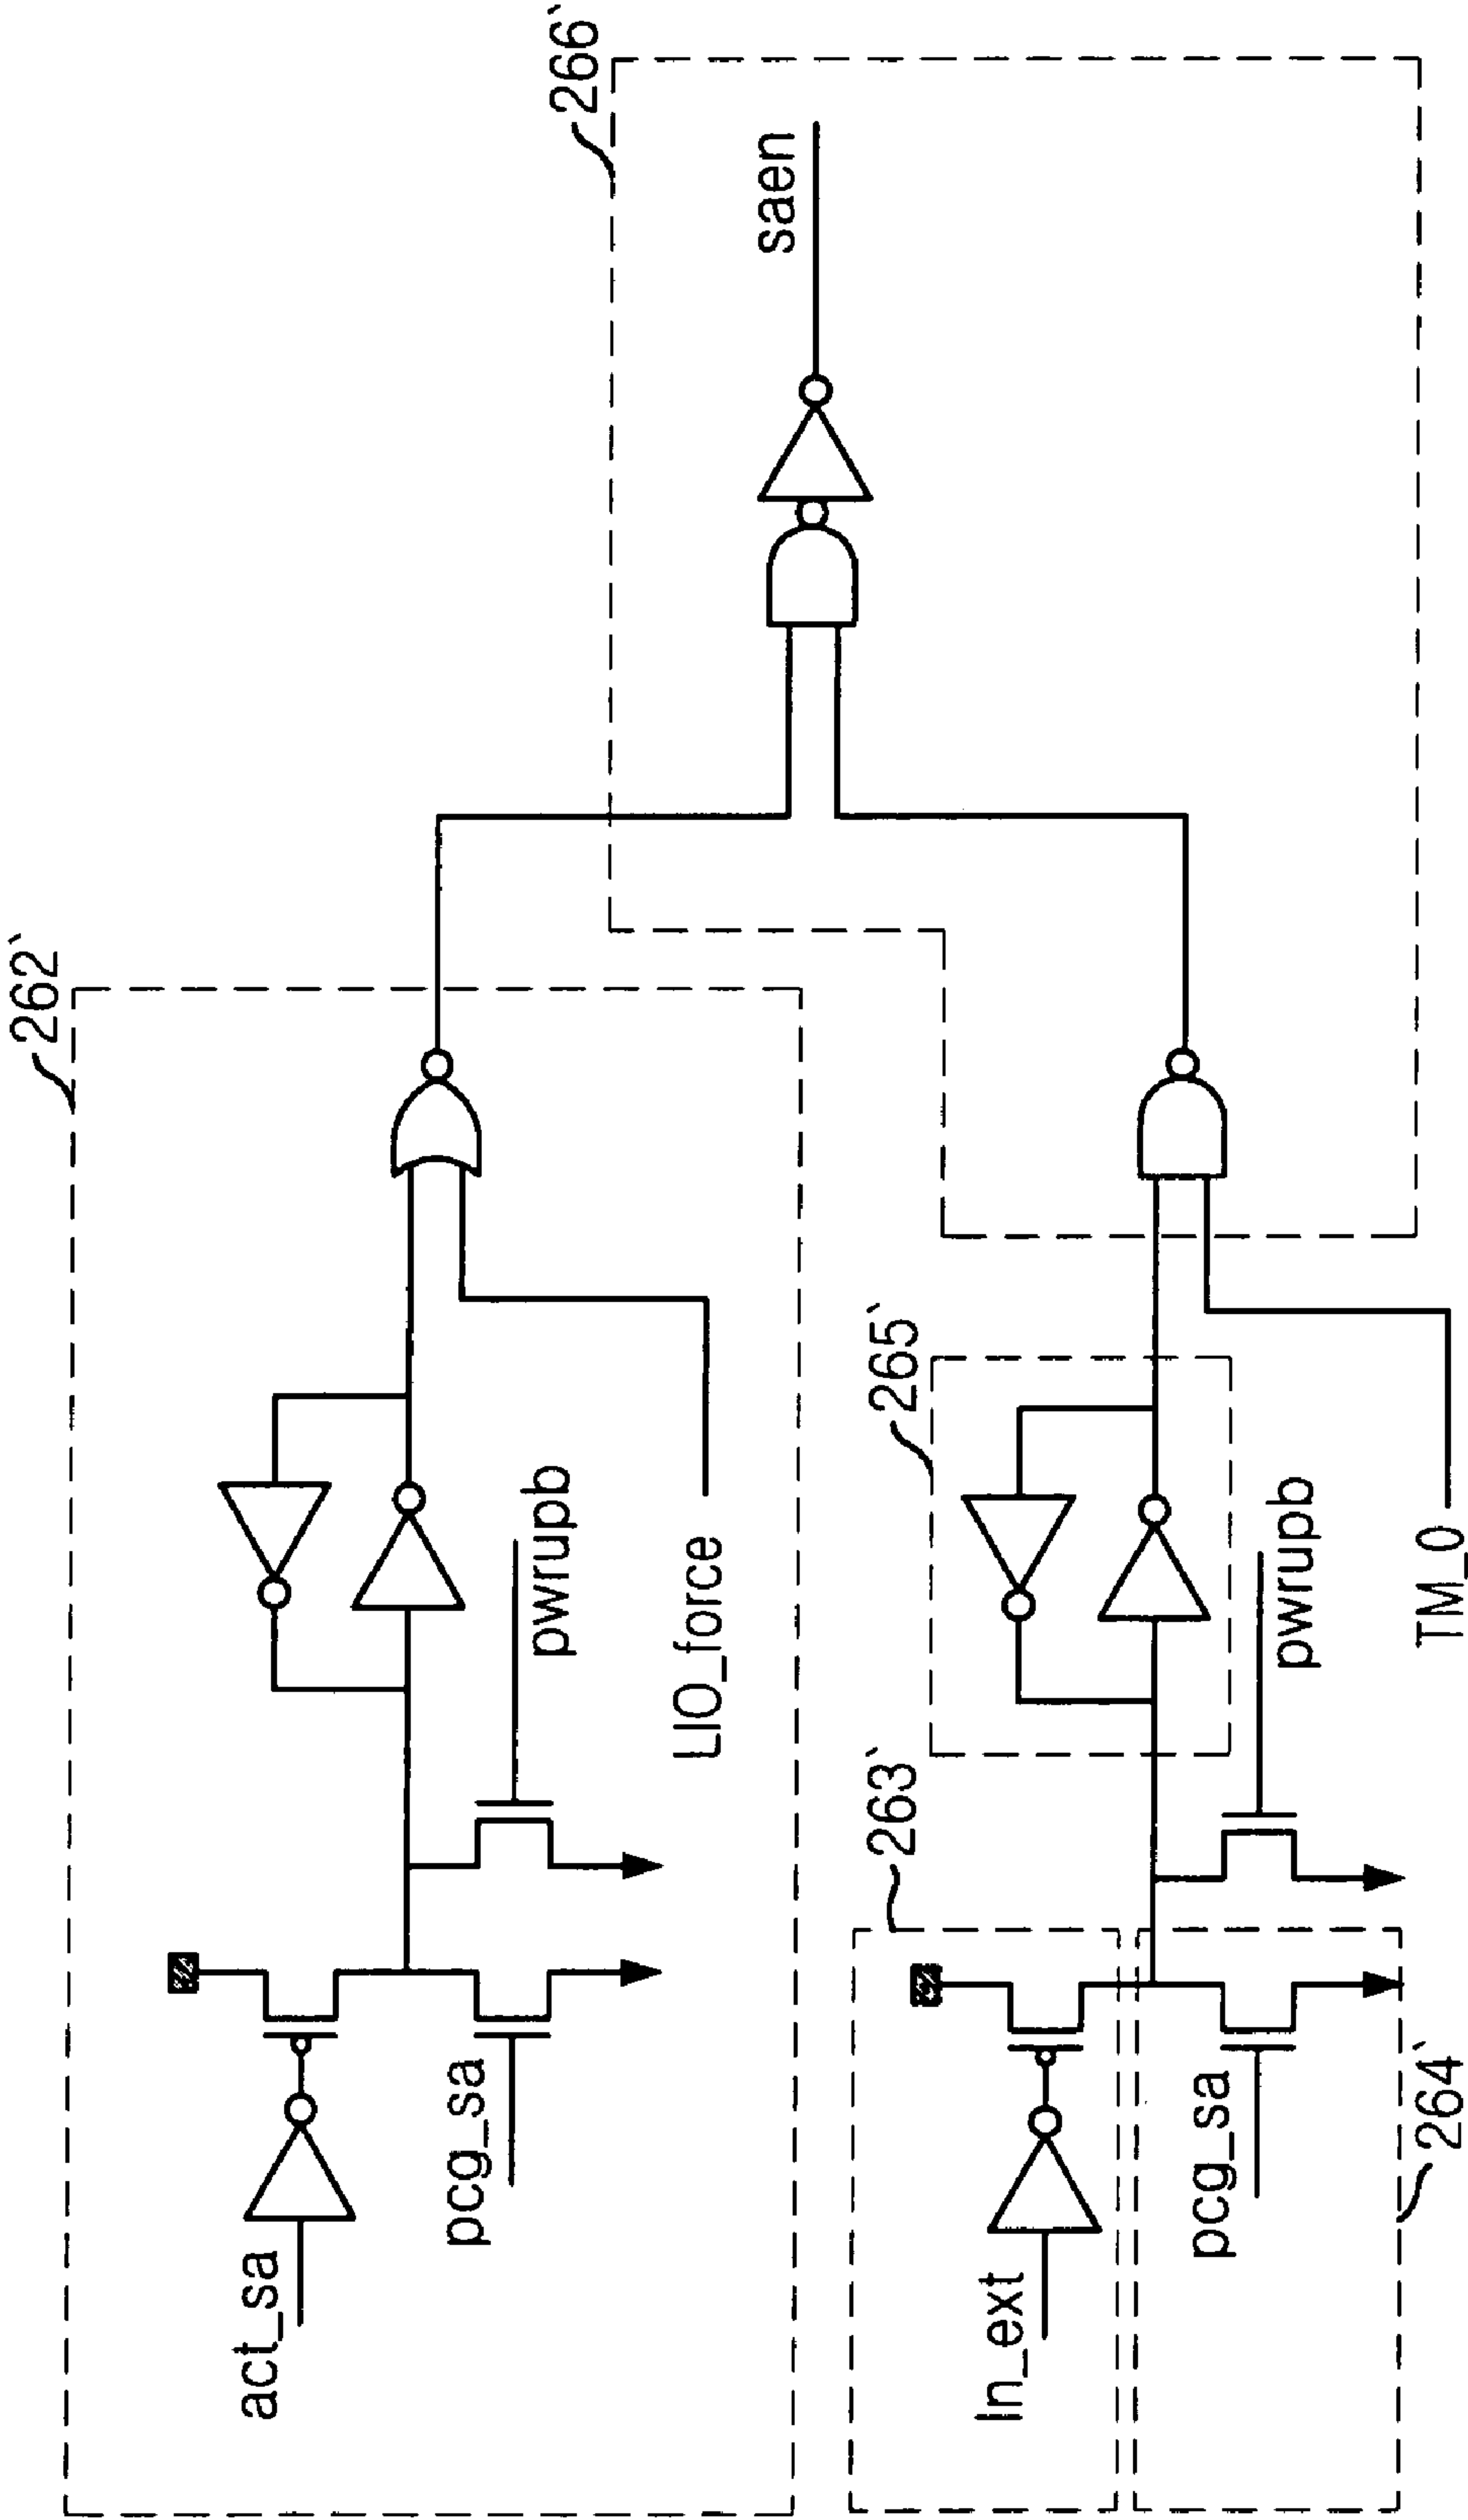 262`
act_sa
pcg_sa
pwrupb
LIO_force
266`
saen
263`
In_ext
265`
pcg_sa
264`
pwrupb
TM_0